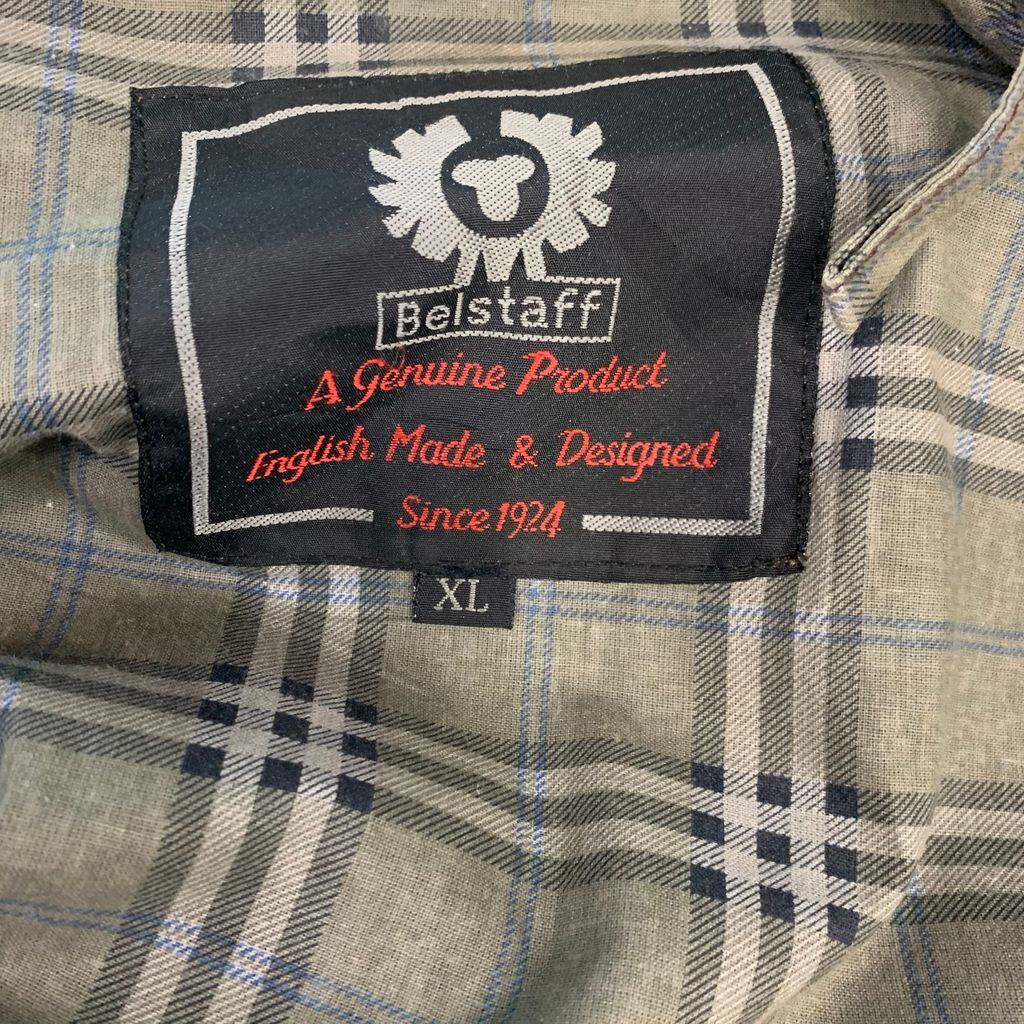 Belstaff
A Genuine Product
English Made & Designed
Since 1924
XL